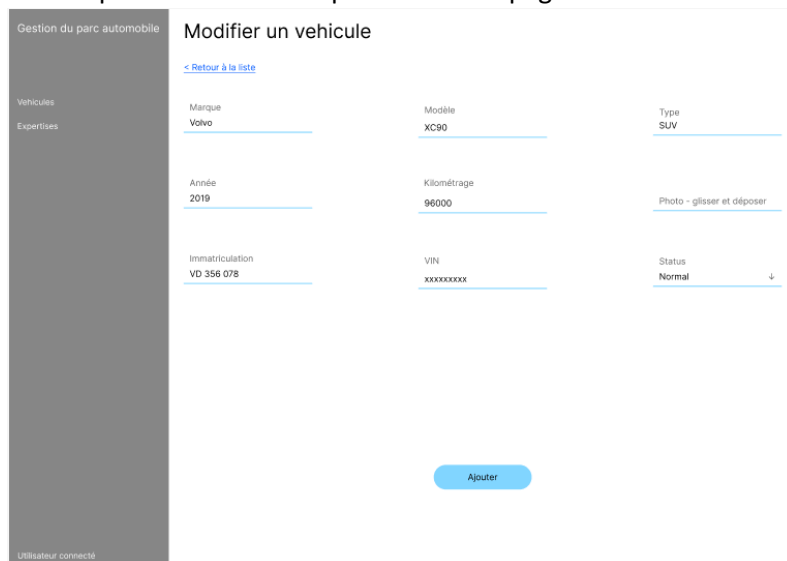 Gestion du parc automobile
Modifier un vehicule
< Retour à la liste
Vehicules
Expertises
Marque
Volvo
Modèle
XC90
Type
SUV
Année
2019
Kilométrage
96000
Photo - glisser et déposer
Immatriculation
VD 356 078
VIN
xxxxxxxxx
Status
Normal
Ajouter
Utilisateur connecté